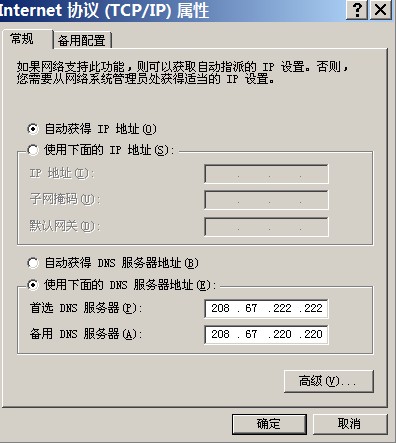 Internet 协议 (TCP/IP) 属性
常规
备用配置
如果网络支持此功能，则可以获取自动指派的 IP 设置。否则，
您需要从网络系统管理员处获得适当的 IP 设置。
自动获得 IP 地址(O)
使用下面的 IP 地址(S):
IP 地址(I):
子网掩码(U):
默认网关(D):
自动获得 DNS 服务器地址(B)
使用下面的 DNS 服务器地址(E):
首选 DNS 服务器(P): 208 . 67 .222 .222
备用 DNS 服务器(A): 208 . 67 .220 .220
高级(V)...
确定 取消